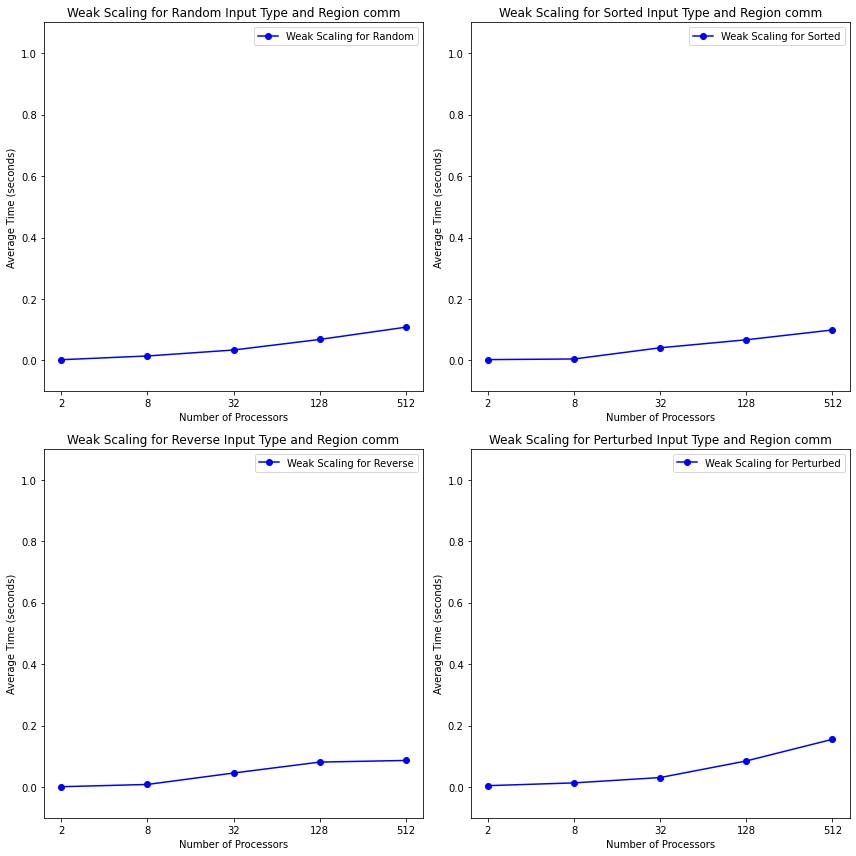 Weak Scaling for Random Input Type and Region comm
Weak Scaling for Random
1.0
0.8
0.6
0.4
0.2
0.0
Average Time (seconds)
2 8 32 128 512
Number of Processors
Weak Scaling for Sorted Input Type and Region comm
Weak Scaling for Sorted
1.0
0.8
0.6
0.4
0.2
0.0
Average Time (seconds)
2 8 32 128 512
Number of Processors
Weak Scaling for Reverse Input Type and Region comm
Weak Scaling for Reverse
1.0
0.8
0.6
0.4
0.2
0.0
Average Time (seconds)
2 8 32 128 512
Number of Processors
Weak Scaling for Perturbed Input Type and Region comm
Weak Scaling for Perturbed
1.0
0.8
0.6
0.4
0.2
0.0
Average Time (seconds)
2 8 32 128 512
Number of Processors